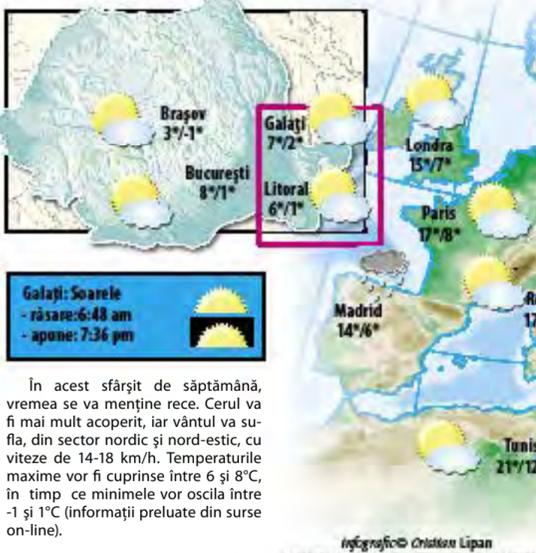 Brașov
3°/-1°
Galați
7°/2°
București
8°/1°
Litoral
6°/1°
Londra
15°/7°
Paris
17°/8°
Madrid
14°/6°
R
17
Tunis
21°/12
Galați: Soarele
- răsare:6:48 am
- apune: 7:36 pm
În acest sfârșit de săptămână,
vremea se va menține rece. Cerul va
fi mai mult acoperit, iar vântul va su-
fla, din sector nordic și nord-estic, cu
viteze de 14-18 km/h. Temperaturile
maxime vor fi cuprinse între 6 și 8°C,
în timp ce minimele vor oscila între
-1 și 1°C (informații preluate din surse
on-line).
Infografic© Cristian Lipan